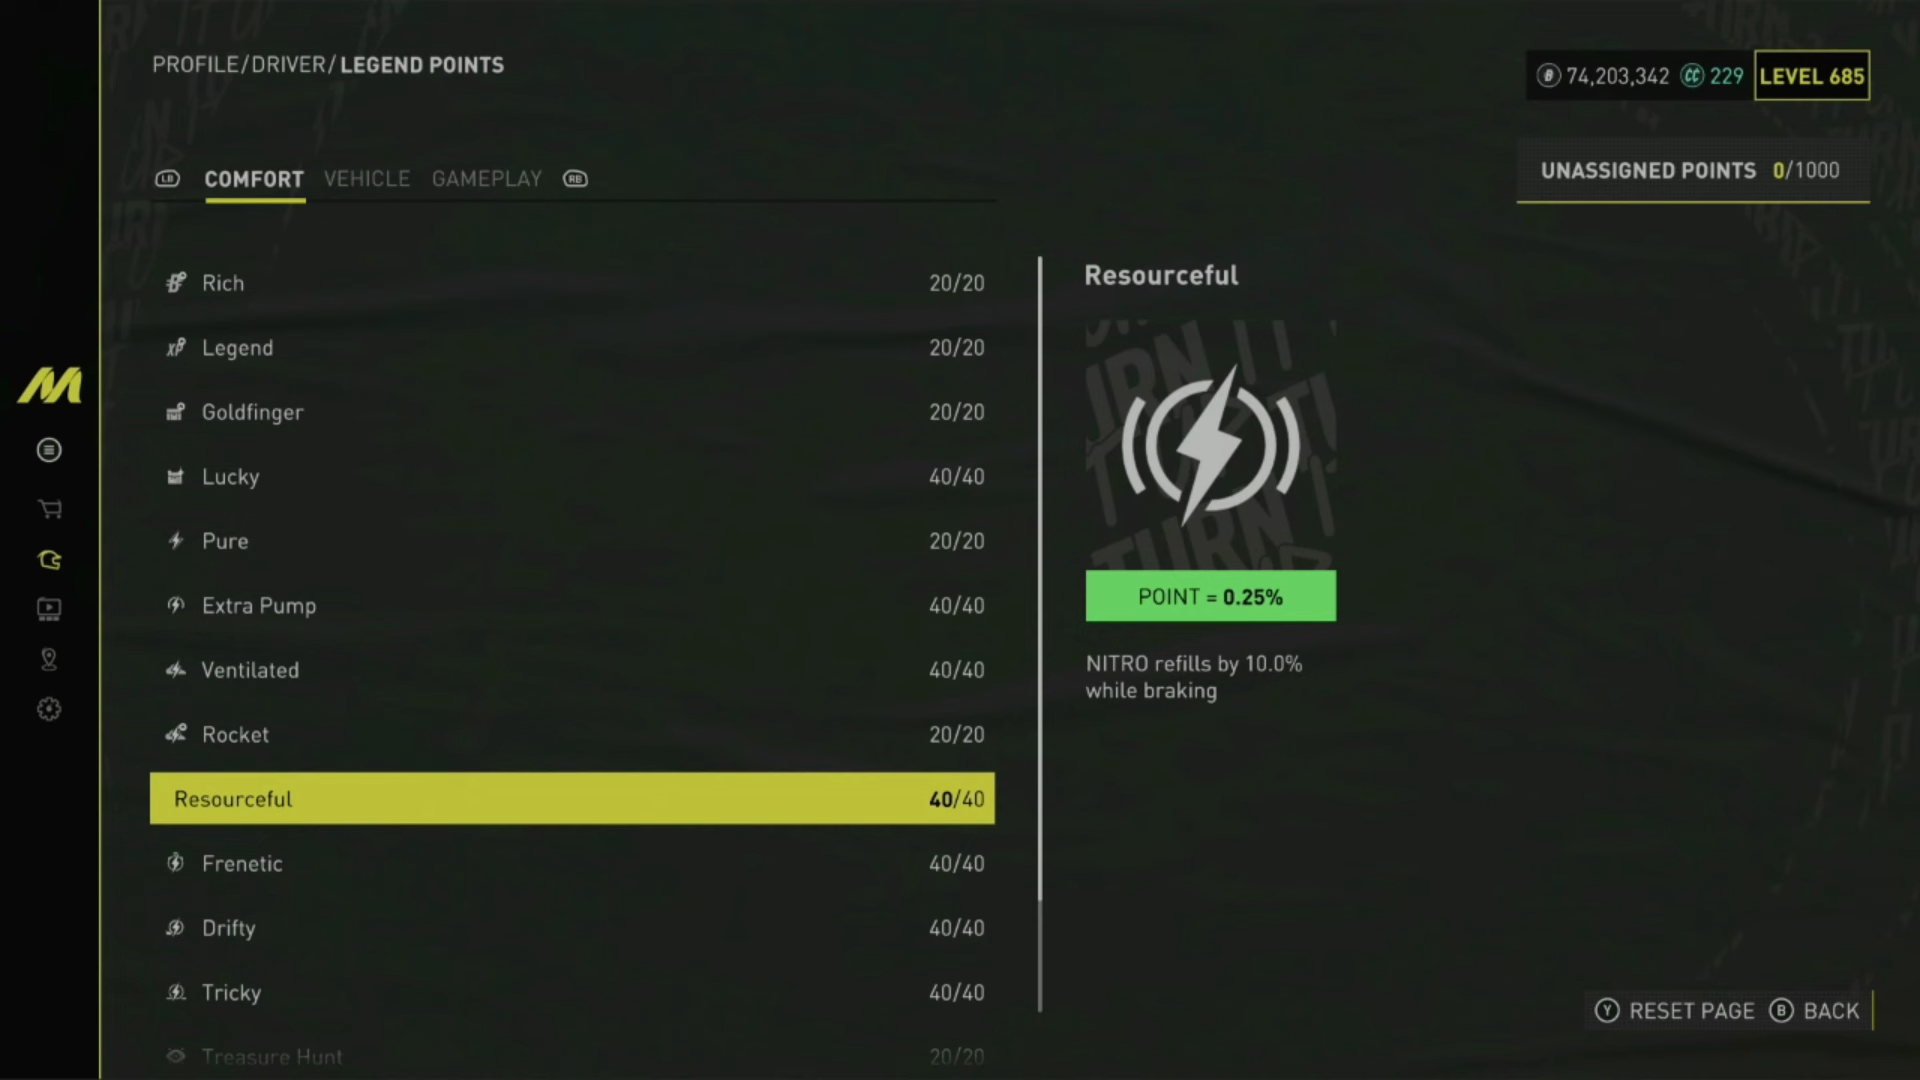 PROFILE/DRIVER/LEGEND POINTS
74,203,342 CC 229 LEVEL 685
UNASSIGNED POINTS 0/1000
LB COMFORT VEHICLE GAMEPLAY RB
Rich 20/20
Legend 20/20
Goldfinger 20/20
Lucky 40/40
Pure 20/20
Extra Pump 40/40
Ventilated 40/40
Rocket 20/20
Resourceful 40/40
Frenetic 40/40
Drifty 40/40
Tricky 40/40
Treasure Hunt 20/20
Resourceful
POINT = 0.25%
NITRO refills by 10.0%
while braking
Y RESET PAGE B BACK